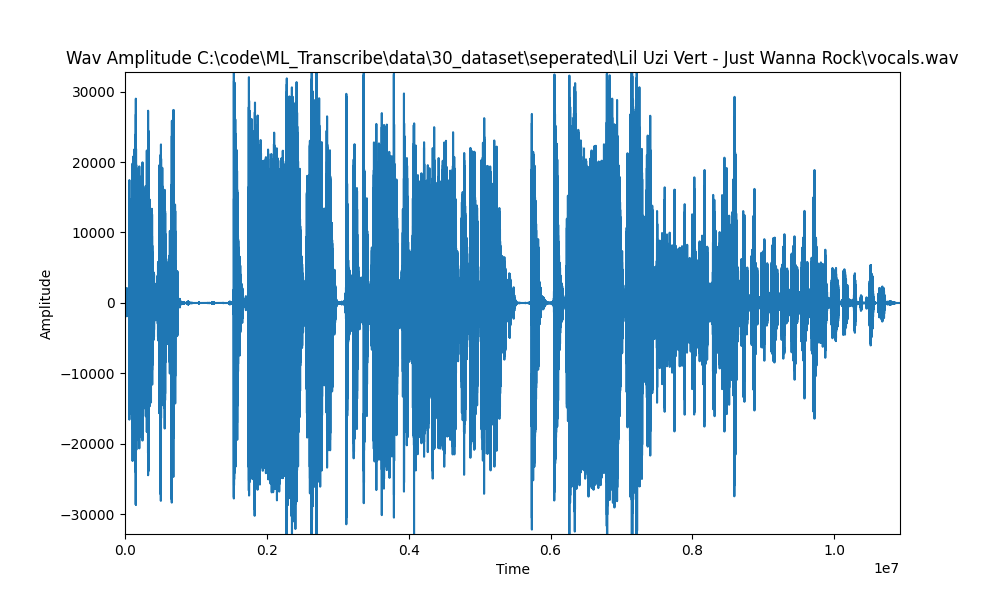 Wav Amplitude C:\code\ML_Transcribe\data\30_dataset\seperated\Lil Uzi Vert - Just Wanna Rock\vocals.wav
30000
20000
10000
0
−10000
−20000
−30000
Amplitude
0.0 0.2 0.4 0.6 0.8 1.0
1e7
Time